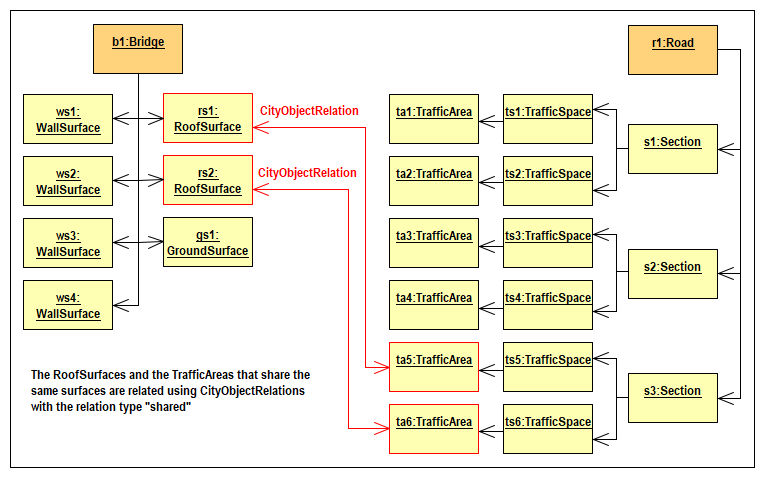 b1:Bridge
r1:Road
ws1:
WallSurface
rs1:
RoofSurface
CityObjectRelation
ta1:TrafficArea
ts1:TrafficSpace
s1:Section
ws2:
WallSurface
rs2:
RoofSurface
CityObjectRelation
ta2:TrafficArea
ts2:TrafficSpace
ws3:
WallSurface
gs1:
GroundSurface
ta3:TrafficArea
ts3:TrafficSpace
s2:Section
ws4:
WallSurface
ta4:TrafficArea
ts4:TrafficSpace
The RoofSurfaces and the TrafficAreas that share the
same surfaces are related using CityObjectRelations
with the relation type "shared"
ta5:TrafficArea
ts5:TrafficSpace
s3:Section
ta6:TrafficArea
ts6:TrafficSpace